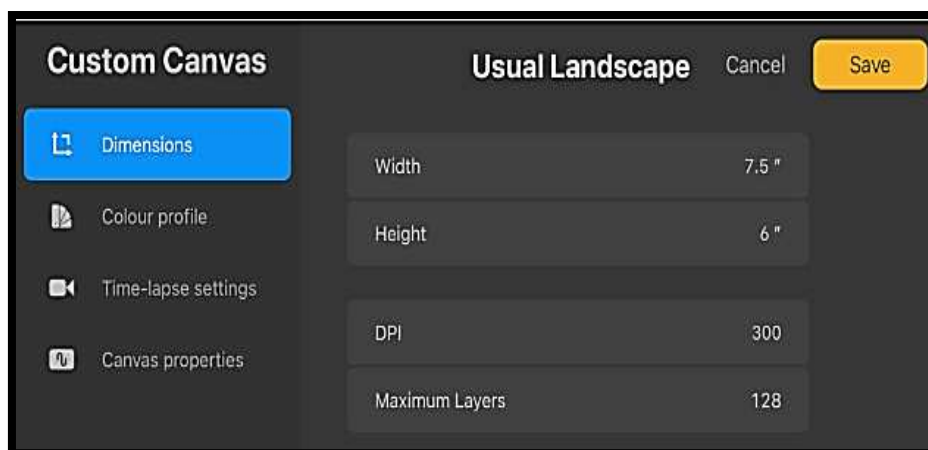 Custom Canvas
Usual Landscape Cancel Save
Dimensions
Colour profile
Time-lapse settings
Canvas properties
Width 7.5 "
Height 6 "
DPI 300
Maximum Layers 128